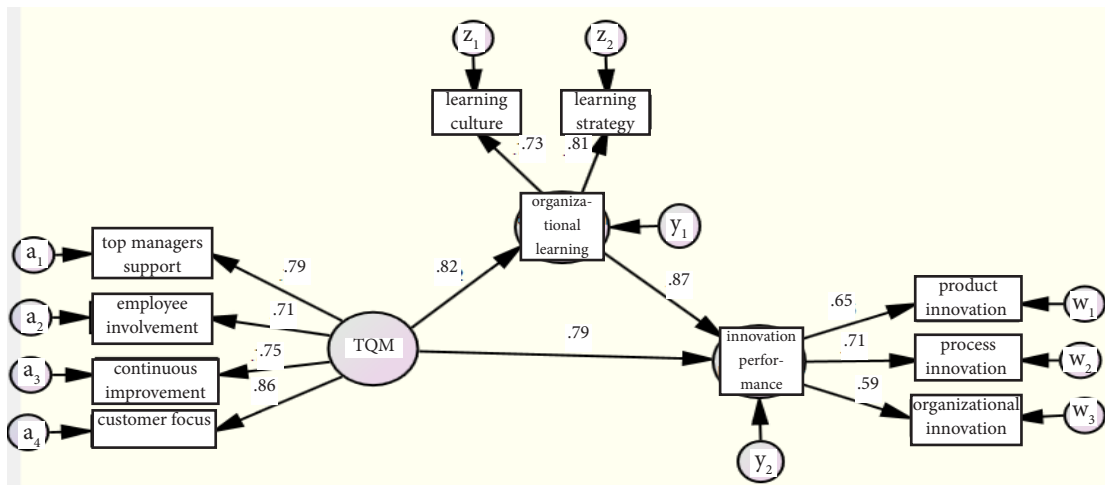 z1
z2
learning
culture
learning
strategy
.73
.81
organiza-
tional
learning
y1
a1
top managers
support
.79
.82
.87
a2
employee
involvement
.71
a3
continuous
improvement
.75
a4
customer focus
.86
TQM
.79
innovation
perfor-
mance
y2
.65
product
innovation
w1
.71
process
innovation
w2
.59
organizational
innovation
w3